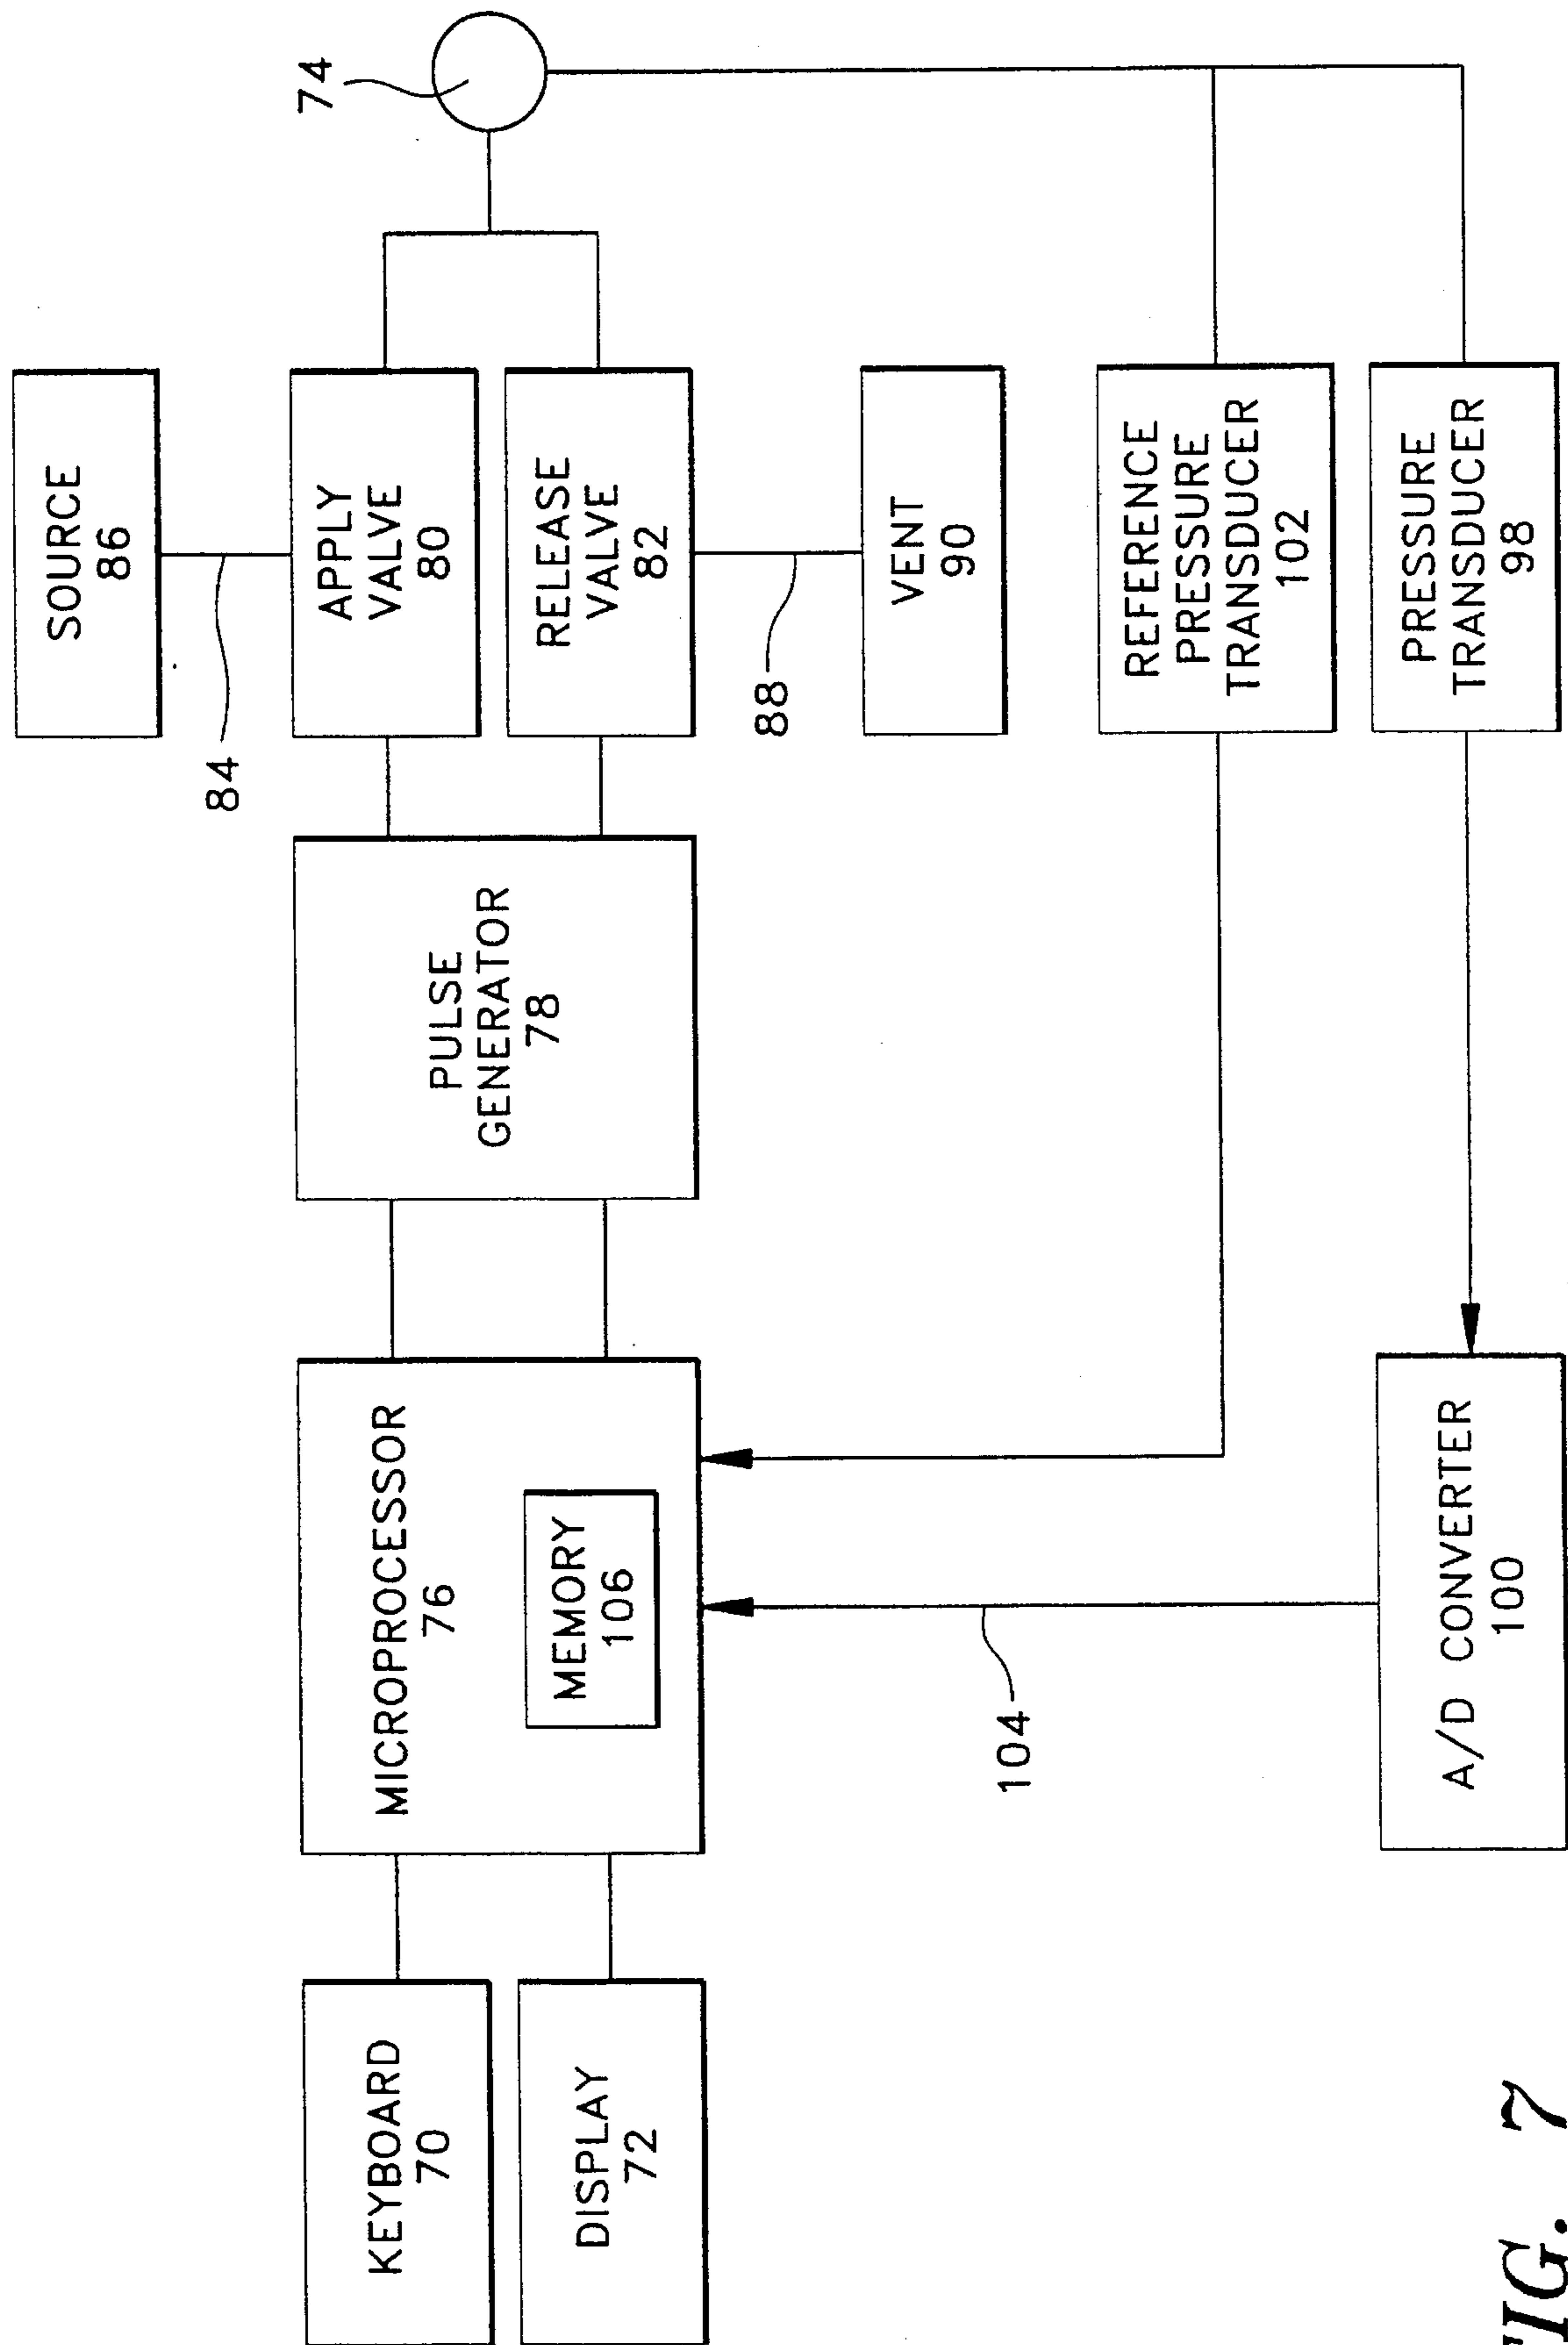 SOURCE
86
84
74
KEYBOARD
70
MICROPROCESSOR
76
PULSE
GENERATOR
78
APPLY
VALVE
80
DISPLAY
72
MEMORY
106
RELEASE
VALVE
82
88
VENT
90
104
REFERENCE
PRESSURE
TRANSDUCER
102
A/D CONVERTER
100
PRESSURE
TRANSDUCER
98
FIG. 7